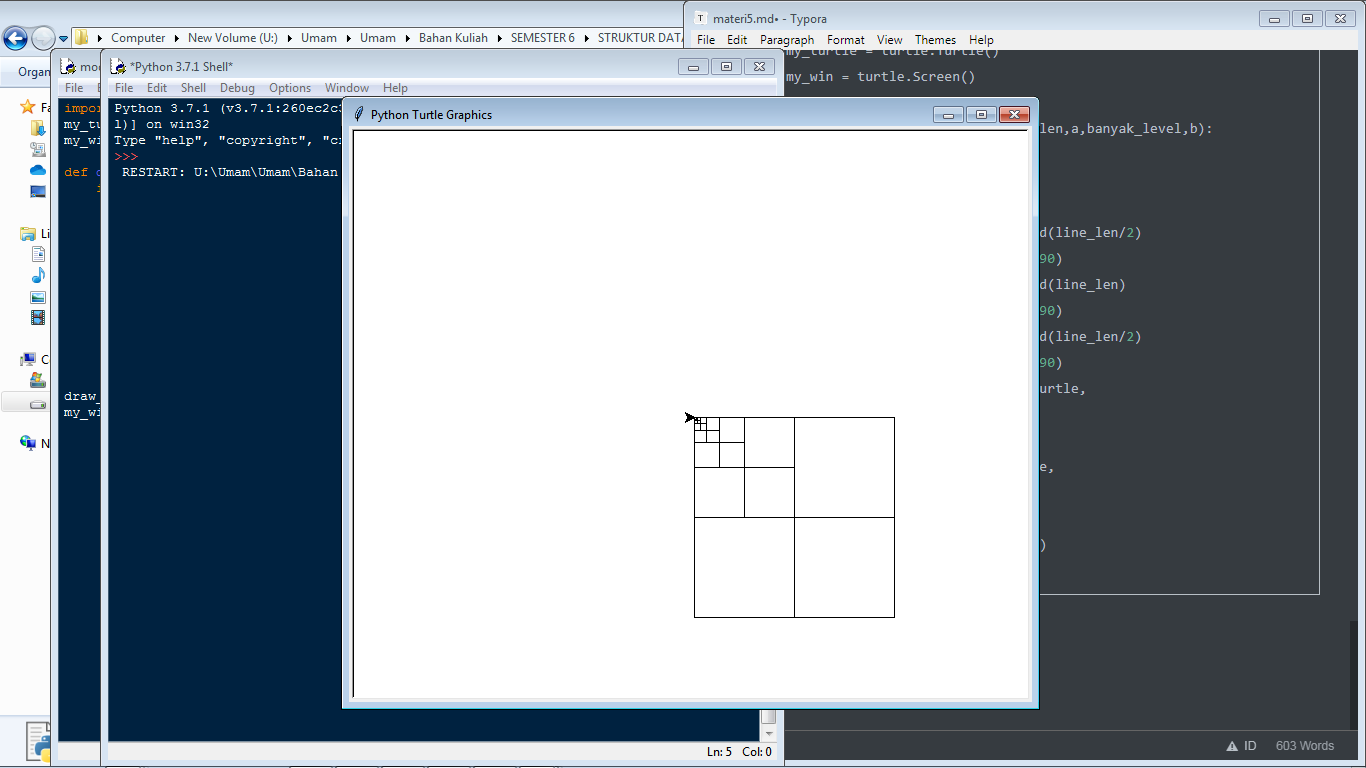 Computer New Volume (U:) Umam Umam Bahan Kuliah SEMESTER 6 STRUKTUR DATA
Organ
Fa
Li
C
N
mod
File E
impor
my_tu
my_wi
def
draw_
my_wi
*Python 3.7.1 Shell*
File Edit Shell Debug Options Window Help
Python 3.7.1 (v3.7.1:260ec2c3
l)] on win32
Type "help", "copyright", "cr
>>>
RESTART: U:\Umam\Umam\Bahan
Ln: 5 Col: 0
Python Turtle Graphics
materi5.md• - Typora
File Edit Paragraph Format View Themes Help
my_turtle = turtle.Turtle()
my_win = turtle.Screen()
len,a,banyak_level,b):
d(line_len/2)
90)
d(line_len)
90)
d(line_len/2)
90)
urtle,
e,
)
ID 603 Words